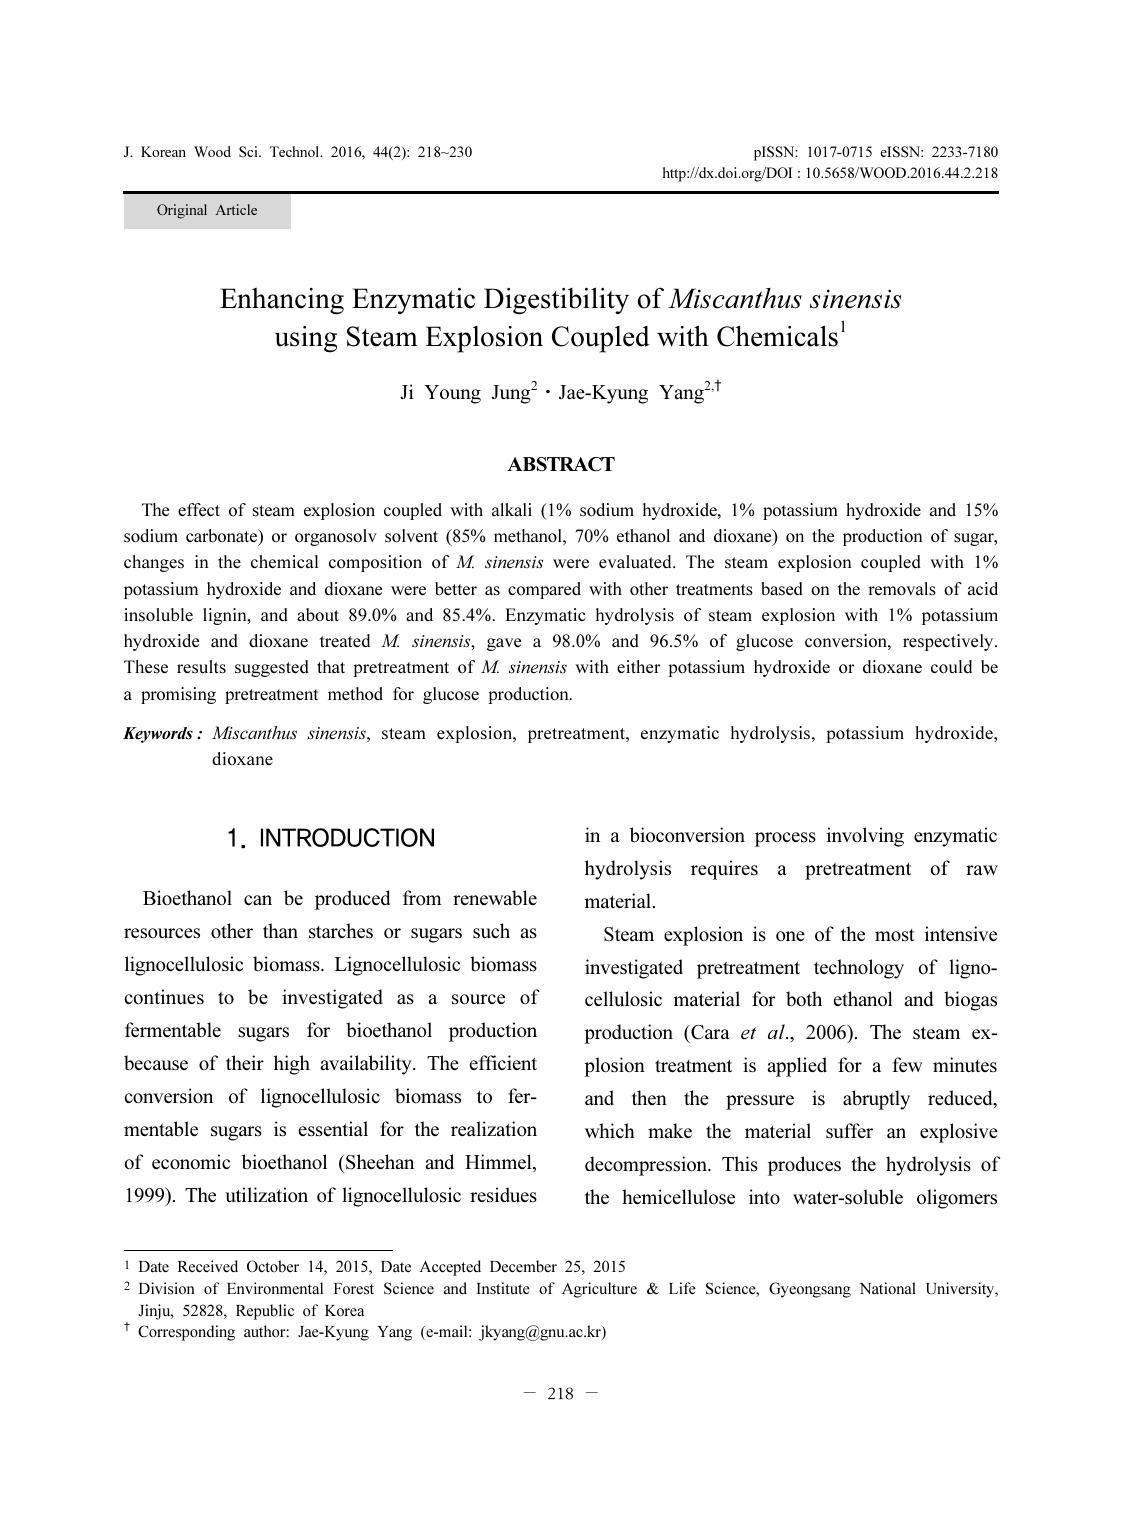 J. Korean Wood Sci. Technol. 2016, 44(2): 218~230
pISSN: 1017-0715 eISSN: 2233-7180
http://dx.doi.org/DOI : 10.5658/WOOD.2016.44.2.218
Original Article
Enhancing Enzymatic Digestibility of Miscanthus sinensis
using Steam Explosion Coupled with Chemicals1
Ji Young Jung2・Jae-Kyung Yang2,†
ABSTRACT
The effect of steam explosion coupled with alkali (1% sodium hydroxide, 1% potassium hydroxide and 15%
sodium carbonate) or organosolv solvent (85% methanol, 70% ethanol and dioxane) on the production of sugar,
changes in the chemical composition of M. sinensis were evaluated. The steam explosion coupled with 1%
potassium hydroxide and dioxane were better as compared with other treatments based on the removals of acid
insoluble lignin, and about 89.0% and 85.4%. Enzymatic hydrolysis of steam explosion with 1% potassium
hydroxide and dioxane treated M. sinensis, gave a 98.0% and 96.5% of glucose conversion, respectively.
These results suggested that pretreatment of M. sinensis with either potassium hydroxide or dioxane could be
a promising pretreatment method for glucose production.
Keywords : Miscanthus sinensis, steam explosion, pretreatment, enzymatic hydrolysis, potassium hydroxide,
dioxane
1. INTRODUCTION
Bioethanol can be produced from renewable
resources other than starches or sugars such as
lignocellulosic biomass. Lignocellulosic biomass
continues to be investigated as a source of
fermentable sugars for bioethanol production
because of their high availability. The efficient
conversion of lignocellulosic biomass to fer-
mentable sugars is essential for the realization
of economic bioethanol (Sheehan and Himmel,
1999). The utilization of lignocellulosic residues
in a bioconversion process involving enzymatic
hydrolysis requires a pretreatment of raw
material.
Steam explosion is one of the most intensive
investigated pretreatment technology of ligno-
cellulosic material for both ethanol and biogas
production (Cara et al., 2006). The steam ex-
plosion treatment is applied for a few minutes
and then the pressure is abruptly reduced,
which make the material suffer an explosive
decompression. This produces the hydrolysis of
the hemicellulose into water-soluble oligomers
1 Date Received October 14, 2015, Date Accepted December 25, 2015
2 Division of Environmental Forest Science and Institute of Agriculture & Life Science, Gyeongsang National University,
Jinju, 52828, Republic of Korea
† Corresponding author: Jae-Kyung Yang (e-mail: jkyang@gnu.ac.kr)
－ 218 －